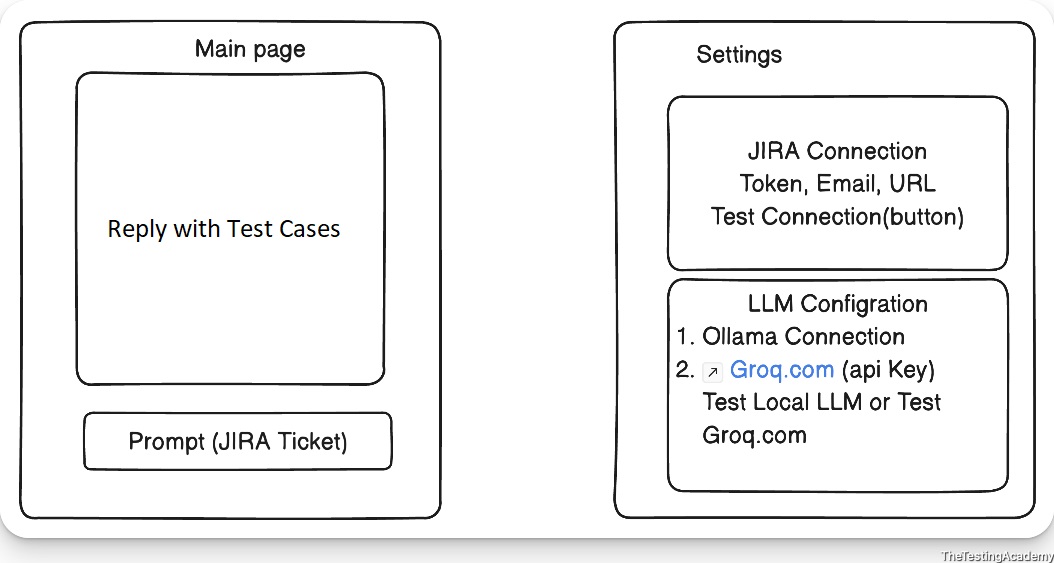 Main page
Reply with Test Cases
Prompt (JIRA Ticket)
Settings
JIRA Connection
Token, Email, URL
Test Connection(button)
LLM Configration
1. Ollama Connection
2. Groq.com (api Key)
Test Local LLM or Test
Groq.com
TheTestingAcademy